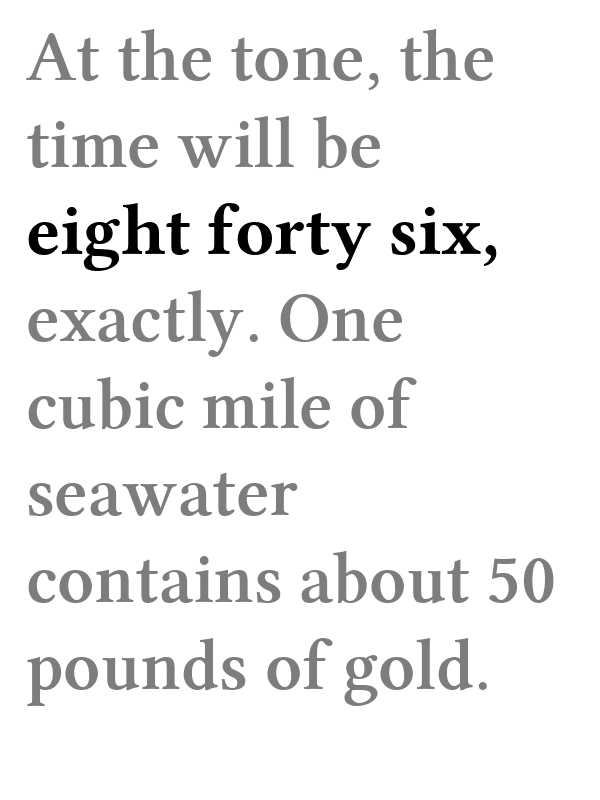 At the tone, the
time will be
eight forty six,
exactly. One
cubic mile of
seawater
contains about 50
pounds of gold.